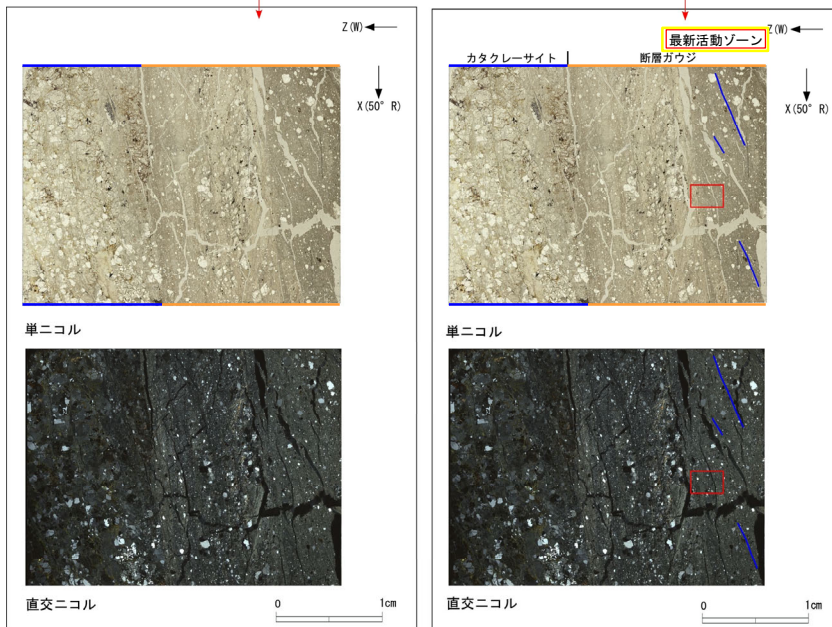 Z(W)
X(50° R)
単ニコル
直交ニコル
0 1cm
最新活動ゾーン
Z(W)
カタクレーサイト 断層ガウジ
X(50° R)
単ニコル
直交ニコル
0 1cm